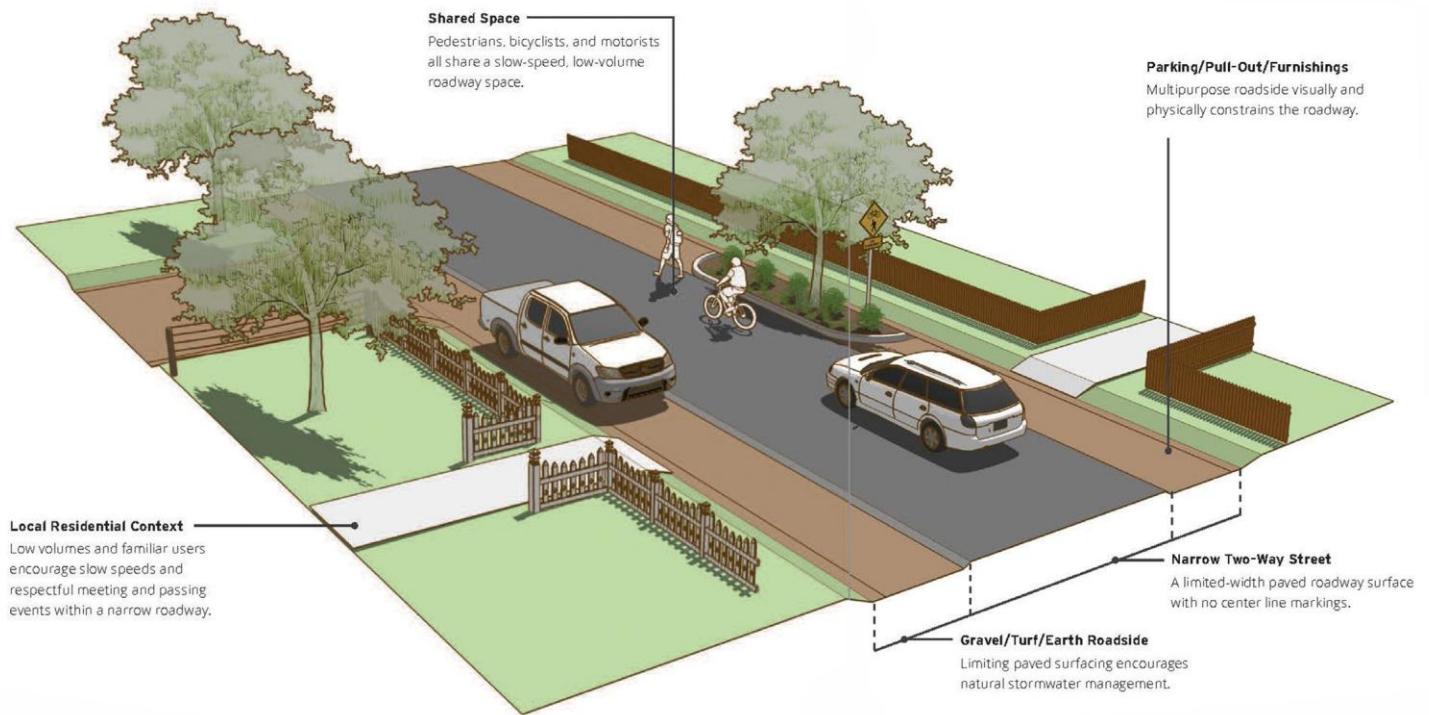 Shared Space
Pedestrians, bicyclists, and motorists
all share a slow-speed, low-volume
roadway space.
Parking/Pull-Out/Furnishings
Multipurpose roadside visually and
physically constrains the roadway.
Local Residential Context
Low volumes and familiar users
encourage slow speeds and
respectful meeting and passing
events within a narrow roadway.
Narrow Two-Way Street
A limited-width paved roadway surface
with no center line markings.
Gravel/Turf/Earth Roadside
Limiting paved surfacing encourages
natural stormwater management.